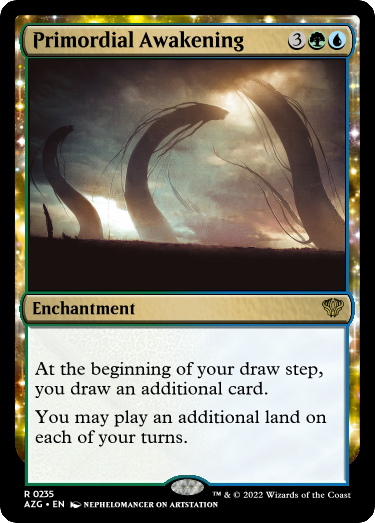 Primordial Awakening 3
Enchantment
At the beginning of your draw step,
you draw an additional card.
You may play an additional land on
each of your turns.
R 0235
AZG • EN NEPHELOMANCER ON ARTSTATION
™ & © 2022 Wizards of the Coast